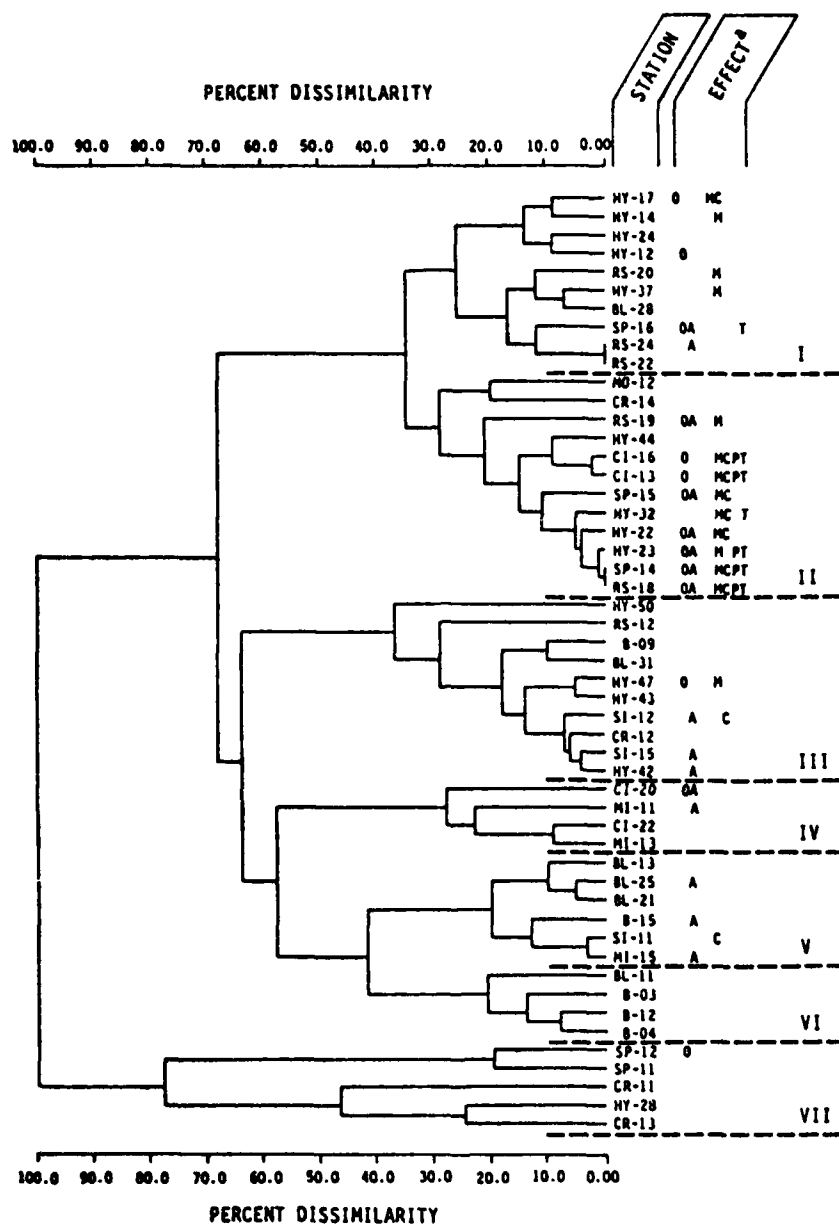 STATION
EFFECT a
PERCENT DISSIMILARITY
100.0 90.0 80.0 70.0 60.0 50.0 40.0 30.0 20.0 10.0 0.00
HY-17 O MC
HY-14 M
HY-24
HY-12 O
RS-20 M
HY-37 M
BL-28
SP-16 OA T
RS-24 A
RS-22
I
MO-12
CR-14
RS-19 OA M
HY-44
CI-16 O MCPT
CI-13 O MCPT
SP-15 OA MC
HY-32 MC T
HY-22 OA MC
HY-23 OA M PT
SP-14 OA MCPT
RS-18 OA MCPT
II
HY-50
RS-12
B-09
BL-31
HY-47 O M
HY-43
SI-12 A C
CR-12
SI-15 A
HY-42 A
III
CI-20 OA
MI-11 A
CI-22
MI-13
IV
BL-13
BL-25 A
BL-21
B-15 A
SI-11 C
MI-15 A
V
BL-11
B-03
B-12
B-04
VI
SP-12 O
SP-11
CR-11
HY-28
CR-13
VII
100.0 90.0 80.0 70.0 60.0 50.0 40.0 30.0 20.0 10.0 0.00
PERCENT DISSIMILARITY